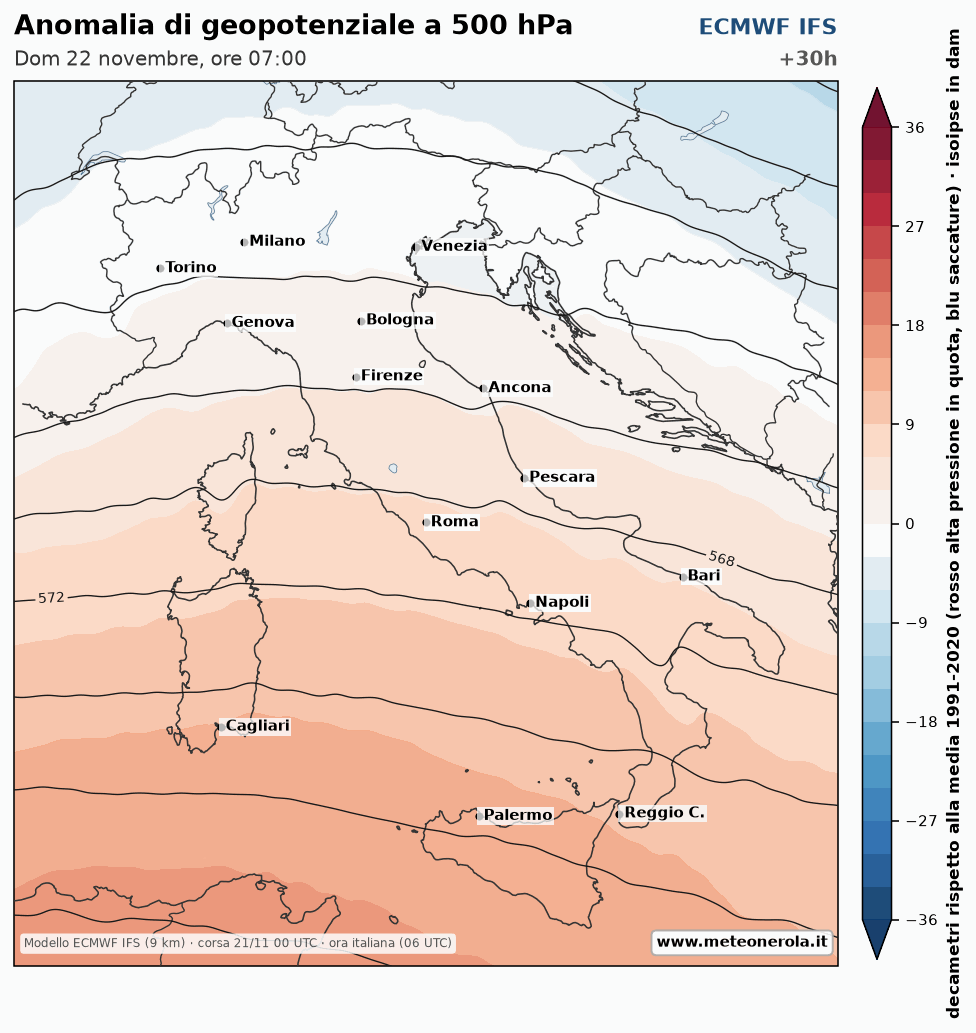 Anomalia di geopotenziale a 500 hPa
ECMWF IFS
Dom 22 novembre, ore 07:00
+30h
Milano
Venezia
Torino
Genova
Bologna
Firenze
Ancona
Pescara
Roma
568
Bari
572
Napoli
Cagliari
Palermo
Reggio C.
Modello ECMWF IFS (9 km) · corsa 21/11 00 UTC · ora italiana (06 UTC)
www.meteonerola.it
36
27
18
9
0
−9
−18
−27
−36
decametri rispetto alla media 1991-2020 (rosso alta pressione in quota, blu saccature) · isoipse in dam